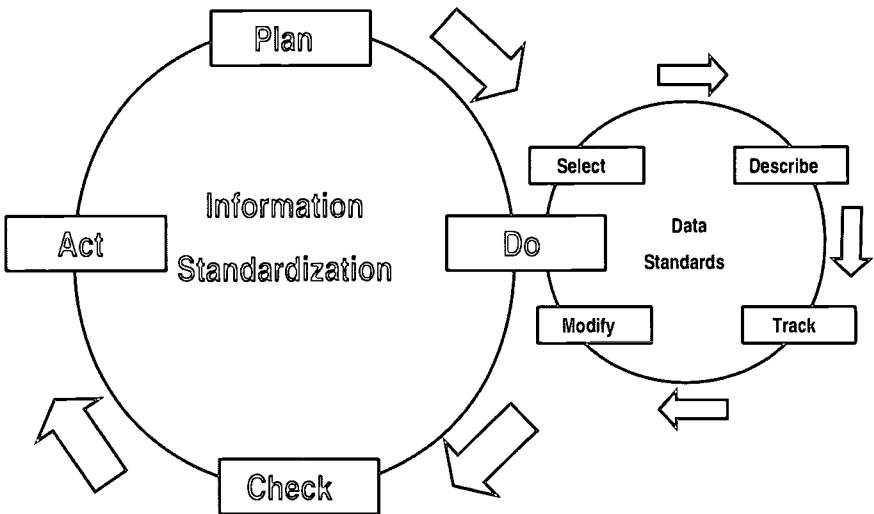 Plan
Select
Describe
Information
Standardization
Act
Do
Data
Standards
Modify
Track
Check